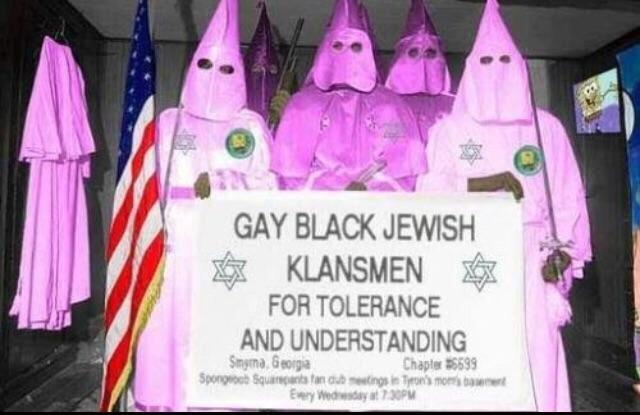 GAY BLACK JEWISH
KLANSMEN
FOR TOLERANCE
AND UNDERSTANDING
Smyrna, Georgia Chapter #6699
Spongebob Squarepants fan club meetings in Tyron's mom's basement
Every Wednesday at 7:30PM